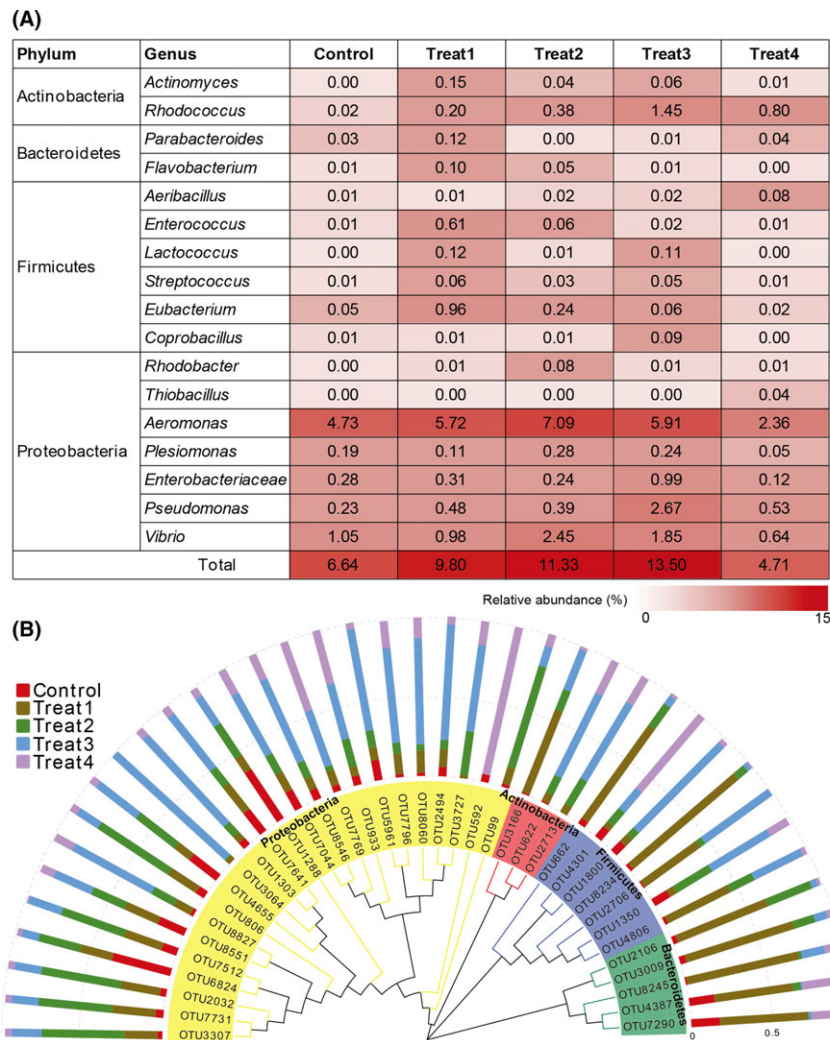 (A)
Phylum Genus Control Treat1 Treat2 Treat3 Treat4
Actinobacteria Actinomyces 0.00 0.15 0.04 0.06 0.01
Rhodococcus 0.02 0.20 0.38 1.45 0.80
Bacteroidetes Parabacteroides 0.03 0.12 0.00 0.01 0.04
Flavobacterium 0.01 0.10 0.05 0.01 0.00
Firmicutes Aeribacillus 0.01 0.01 0.02 0.02 0.08
Enterococcus 0.01 0.61 0.06 0.02 0.01
Lactococcus 0.00 0.12 0.01 0.11 0.00
Streptococcus 0.01 0.06 0.03 0.05 0.01
Eubacterium 0.05 0.96 0.24 0.06 0.02
Coprobacillus 0.01 0.01 0.01 0.09 0.00
Proteobacteria Rhodobacter 0.00 0.01 0.08 0.01 0.01
Thiobacillus 0.00 0.00 0.00 0.00 0.04
Aeromonas 4.73 5.72 7.09 5.91 2.36
Plesiomonas 0.19 0.11 0.28 0.24 0.05
Enterobacteriaceae 0.28 0.31 0.24 0.99 0.12
Pseudomonas 0.23 0.48 0.39 2.67 0.53
Vibrio 1.05 0.98 2.45 1.85 0.64
Total 6.64 9.80 11.33 13.50 4.71
Relative abundance (%) 0 15
(B)
Control
Treat1
Treat2
Treat3
Treat4
Proteobacteria
Actinobacteria
Firmicutes
Bacteroidetes
OTU3307
OTU7731
OTU2032
OTU6824
OTU7512
OTU8551
OTU8827
OTU806
OTU4655
OTU3064
OTU1303
OTU7641
OTU1288
OTU7144
OTU8546
OTU7769
OTU933
OTU5961
OTU7796
OTU8060
OTU2494
OTU3727
OTU592
OTU99
OTU3166
OTU622
OTU2713
OTU662
OTU4301
OTU1800
OTU8234
OTU2706
OTU1350
OTU4806
OTU2106
OTU3009
OTU8245
OTU4387
OTU7290
0 0.5